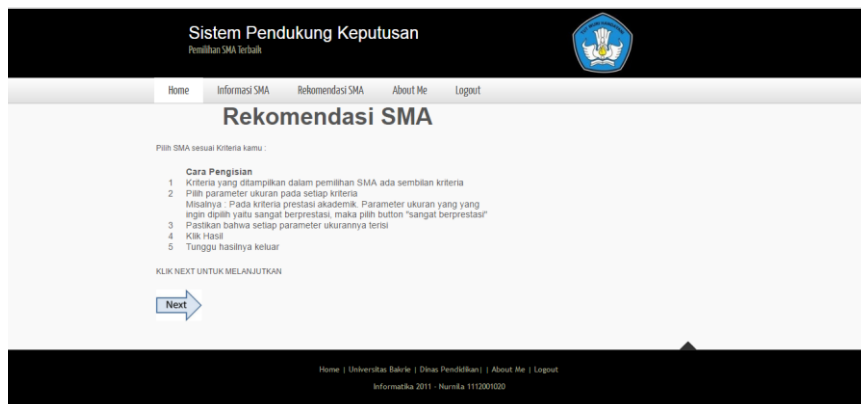 Sistem Pendukung Keputusan
Pemilihan SMA Terbaik
Home Informasi SMA Rekomendasi SMA About Me Logout
Rekomendasi SMA
Pilih SMA sesuai Kriteria kamu :
Cara Pengisian
1 Kriteria yang ditampilkan dalam pemilihan SMA ada sembilan kriteria
2 Pilih parameter ukuran pada setiap kriteria
Misalnya : Pada kriteria prestasi akademik. Parameter ukuran yang yang
ingin dipilih yaitu sangat berprestasi, maka pilih button "sangat berprestasi"
3 Pastikan bahwa setiap parameter ukurannya terisi
4 Klik Hasil
5 Tunggu hasilnya keluar
KLIK NEXT UNTUK MELANJUTKAN
Next
Home | Universitas Bakrie | Dinas Pendidikan| | About Me | Logout
Informatika 2011 - Nurnila 1112001020